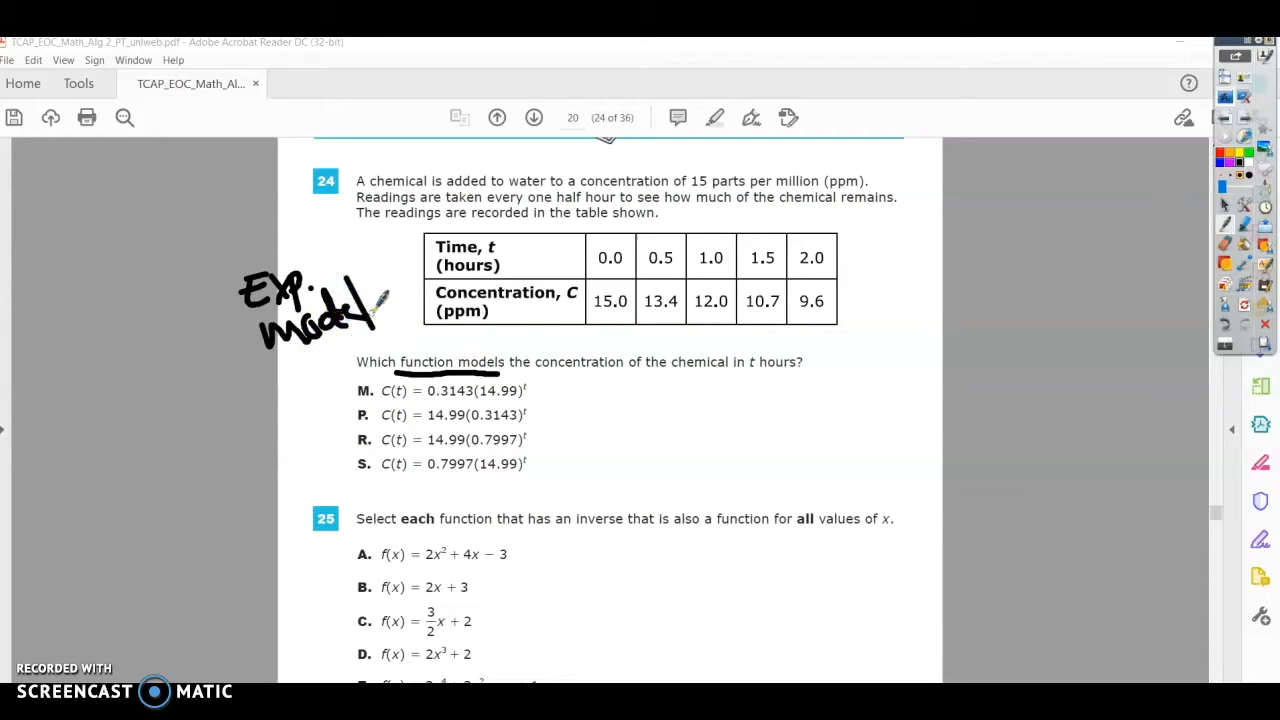 TCAP_EOC_Math_Alg 2_PT_uniweb.pdf - Adobe Acrobat Reader DC (32-bit)
File Edit View Sign Window Help
Home Tools TCAP_EOC_Math_Al... ×
20 (24 of 36)
24 A chemical is added to water to a concentration of 15 parts per million (ppm).
Readings are taken every one half hour to see how much of the chemical remains.
The readings are recorded in the table shown.
Time, t (hours) 0.0 0.5 1.0 1.5 2.0
Concentration, C (ppm) 15.0 13.4 12.0 10.7 9.6
Exp.
model
Which function models the concentration of the chemical in t hours?
M. C(t) = 0.3143(14.99)ᵗ
P. C(t) = 14.99(0.3143)ᵗ
R. C(t) = 14.99(0.7997)ᵗ
S. C(t) = 0.7997(14.99)ᵗ
25 Select each function that has an inverse that is also a function for all values of x.
A. f(x) = 2x² + 4x − 3
B. f(x) = 2x + 3
C. f(x) = 3/2 x + 2
D. f(x) = 2x³ + 2
RECORDED WITH
SCREENCAST MATIC